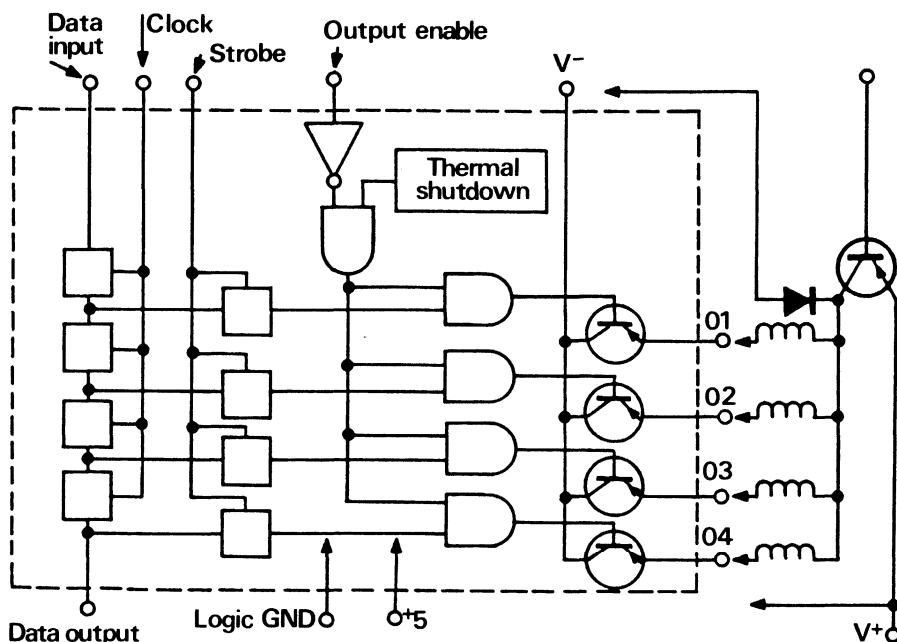 Data
input
Clock
Strobe
Output enable
V-
Thermal
shutdown
01
02
03
04
Logic GND
+5
Data output
V+